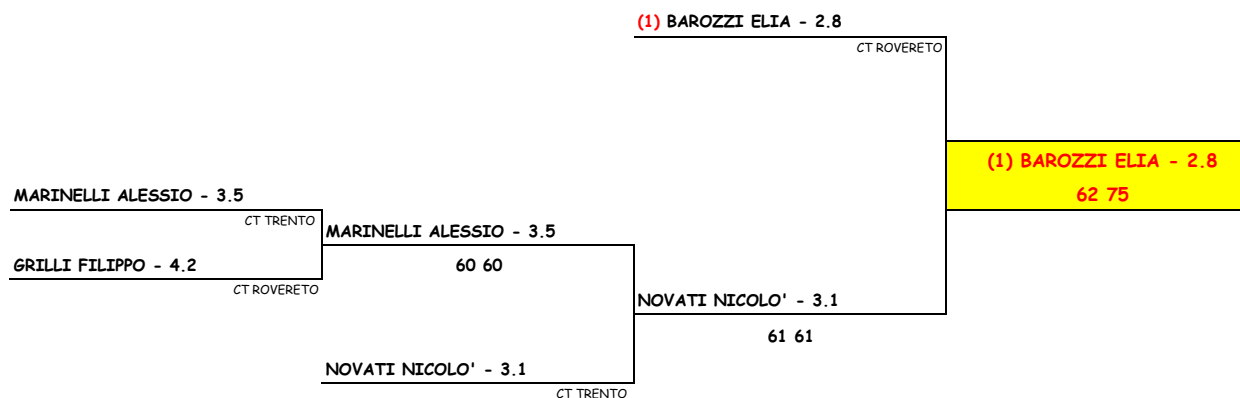 (1) BAROZZI ELIA - 2.8
CT ROVERETO
(1) BAROZZI ELIA - 2.8
62 75
MARINELLI ALESSIO - 3.5
CT TRENTO
MARINELLI ALESSIO - 3.5
60 60
GRILLI FILIPPO - 4.2
CT ROVERETO
NOVATI NICOLO' - 3.1
61 61
NOVATI NICOLO' - 3.1
CT TRENTO